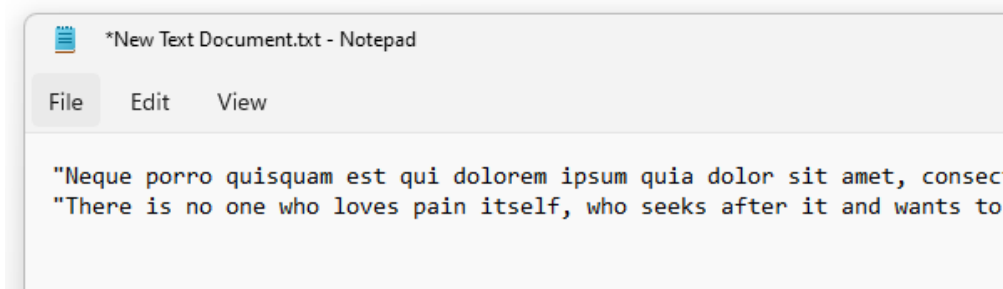 *New Text Document.txt - Notepad
File Edit View
"Neque porro quisquam est qui dolorem ipsum quia dolor sit amet, consect
"There is no one who loves pain itself, who seeks after it and wants to